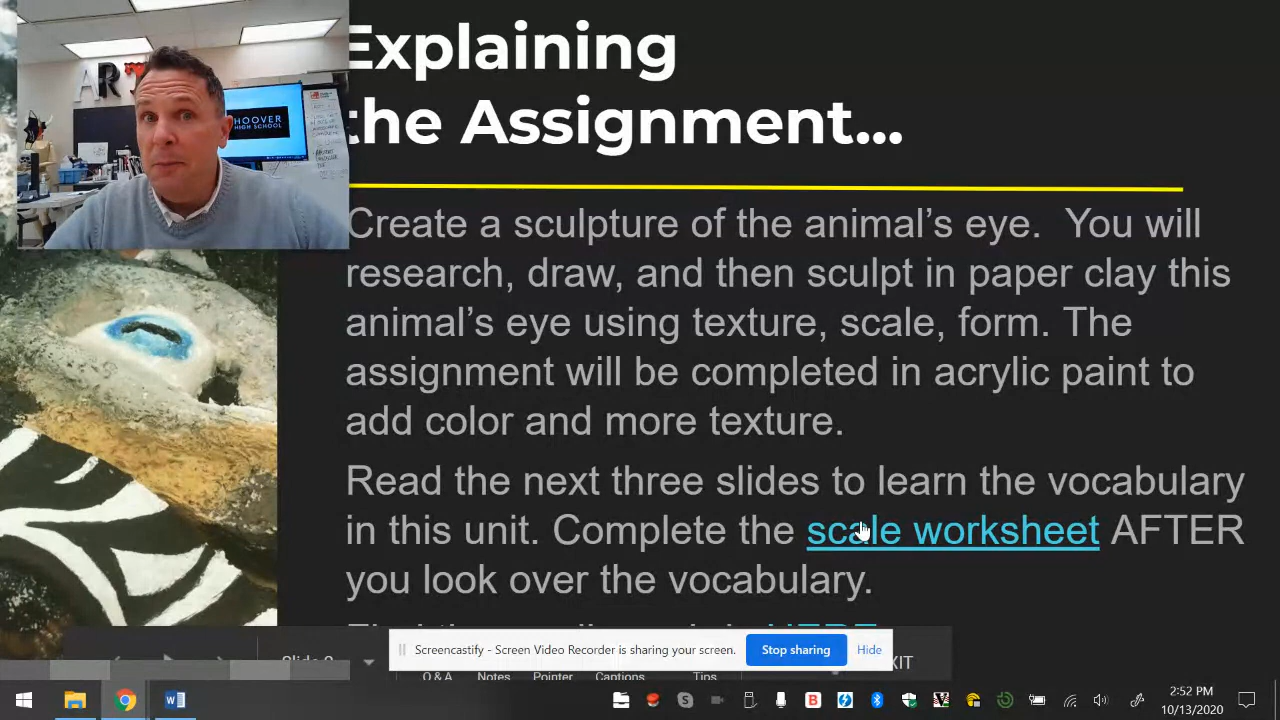 Explaining
the Assignment...
ART
HOOVER
HIGH SCHOOL
Create a sculpture of the animal's eye. You will
research, draw, and then sculpt in paper clay this
animal's eye using texture, scale, form. The
assignment will be completed in acrylic paint to
add color and more texture.
Read the next three slides to learn the vocabulary
in this unit. Complete the scale worksheet AFTER
you look over the vocabulary.
HERE
Screencastify - Screen Video Recorder is sharing your screen.
Stop sharing
Hide
Slide
EXIT
Q & A
Notes
Pointer
Captions
Tips
2:52 PM
10/13/2020